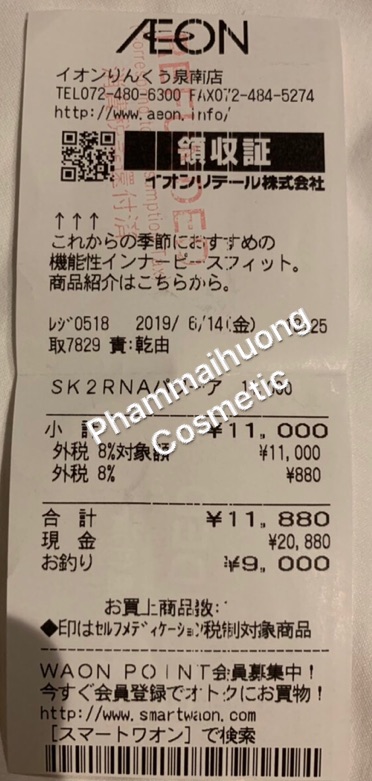 ÆON
イオンりんくう泉南店
TEL072-480-6300 FAX072-484-5274
http://www.aeon.info/
領収証
イオンリテール株式会社
↑↑↑
これからの季節におすすめの
機能性インナーピースフィット。
商品紹介はこちらから。
レジ0518 2019/ 6/14(金) 25
取7829 責:乾由
Phammaihuong
Cosmetic
SK2RNA
小 ¥11,000
外税 8%対象額 ¥11,000
外税 8% ¥880
合 計 ¥11,880
現 金 ¥20,880
お釣り ¥9,000
お買上商品数:
◆印はセルフメディケーション税制対象商品
WAON POINT会員募集中!
今すぐ会員登録でオトクにお買物!
http://www.smartwaon.com
[スマートワオン]で検索